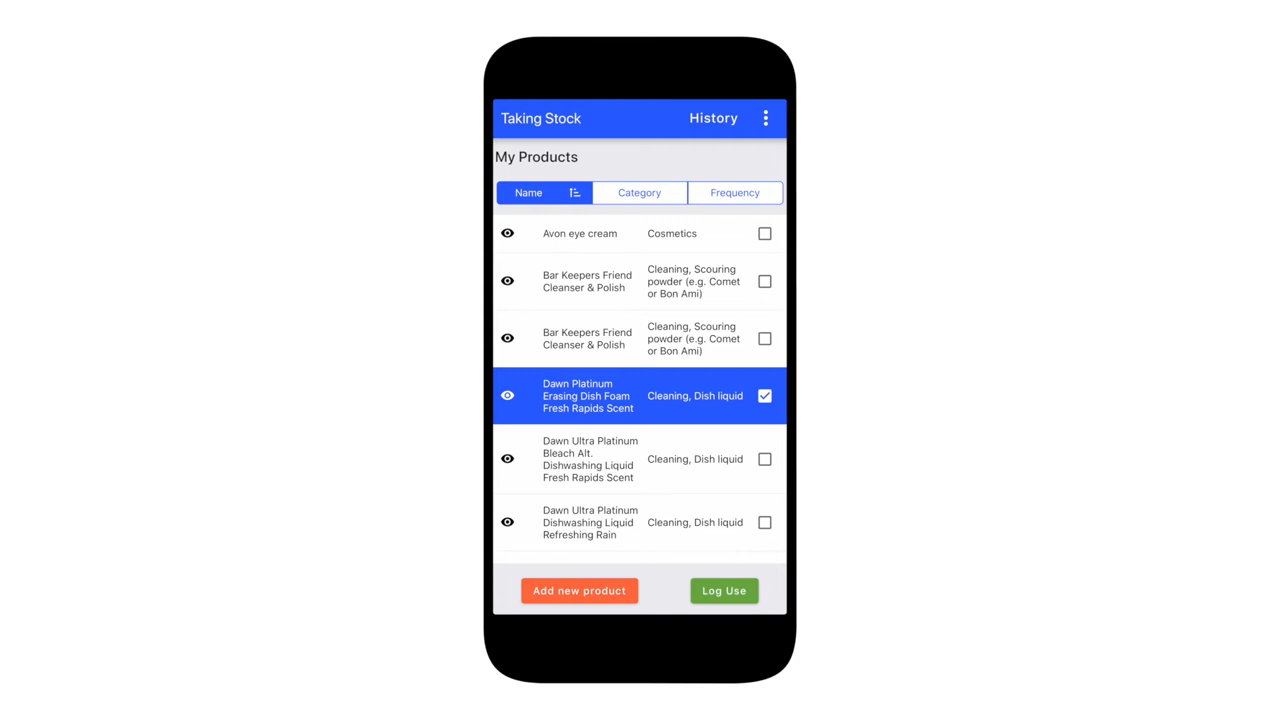 Taking Stock History
My Products
Name Category Frequency
Avon eye cream Cosmetics
Bar Keepers Friend
Cleanser & Polish
Cleaning, Scouring
powder (e.g. Comet
or Bon Ami)
Bar Keepers Friend
Cleanser & Polish
Cleaning, Scouring
powder (e.g. Comet
or Bon Ami)
Dawn Platinum
Erasing Dish Foam
Fresh Rapids Scent
Cleaning, Dish liquid
Dawn Ultra Platinum
Bleach Alt.
Dishwashing Liquid
Fresh Rapids Scent
Cleaning, Dish liquid
Dawn Ultra Platinum
Dishwashing Liquid
Refreshing Rain
Cleaning, Dish liquid
Add new product Log Use